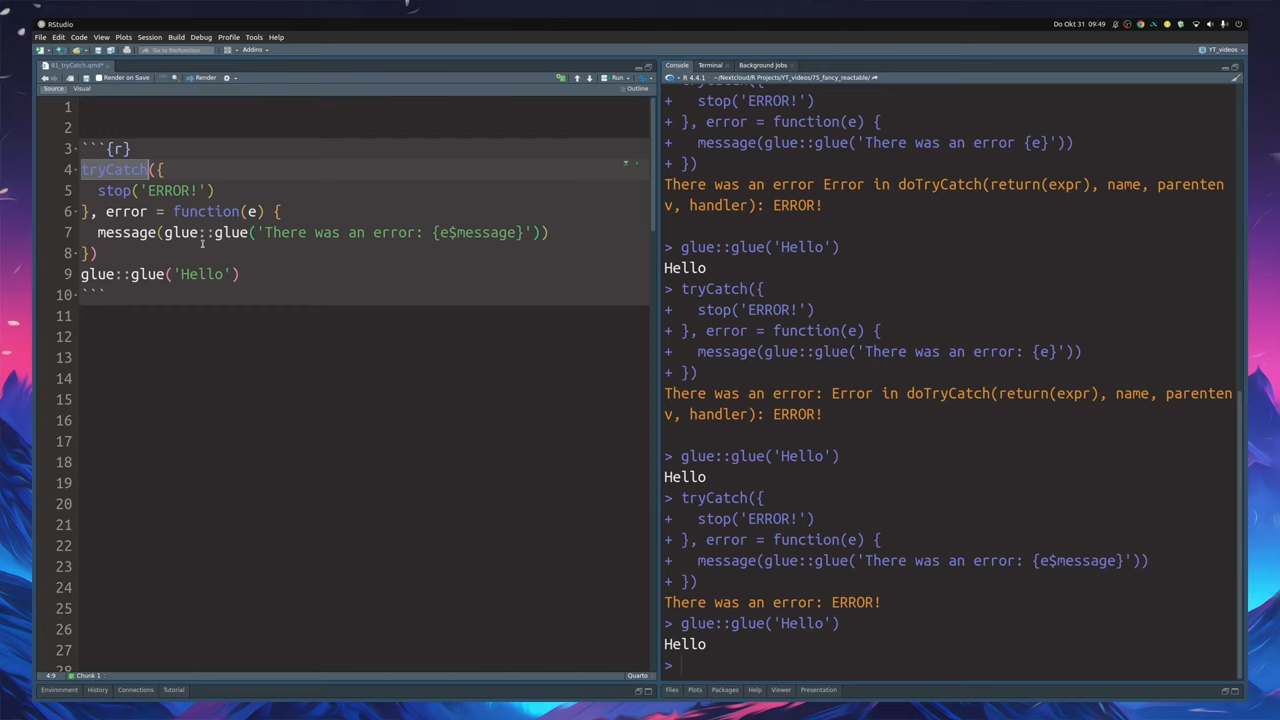 RStudio
Do Okt 31 09:49
File Edit Code View Plots Session Build Debug Profile Tools Help
Go to file/function
Addins
YT_videos
01_tryCatch.qmd*
Render on Save
Render
Run
Source
Visual
Outline
1
2
3 ```{r}
4 tryCatch({
5   stop('ERROR!')
6 }, error = function(e) {
7   message(glue::glue('There was an error: {e$message}'))
8 })
9 glue::glue('Hello')
10 ```
11
12
13
14
15
16
17
18
19
20
21
22
23
24
25
26
27
28
4:9
Chunk 1
Quarto
Environment History Connections Tutorial
Console Terminal Background Jobs
R 4.4.1 · ~/Nextcloud/R Projects/YT_videos/75_fancy_reactable/
+   stop('ERROR!')
+ }, error = function(e) {
+   message(glue::glue('There was an error {e}'))
+ })
There was an error Error in doTryCatch(return(expr), name, parenten
v, handler): ERROR!
> glue::glue('Hello')
Hello
> tryCatch({
+   stop('ERROR!')
+ }, error = function(e) {
+   message(glue::glue('There was an error: {e}'))
+ })
There was an error: Error in doTryCatch(return(expr), name, parenten
v, handler): ERROR!
> glue::glue('Hello')
Hello
> tryCatch({
+   stop('ERROR!')
+ }, error = function(e) {
+   message(glue::glue('There was an error: {e$message}'))
+ })
There was an error: ERROR!
> glue::glue('Hello')
Hello
>
Files Plots Packages Help Viewer Presentation